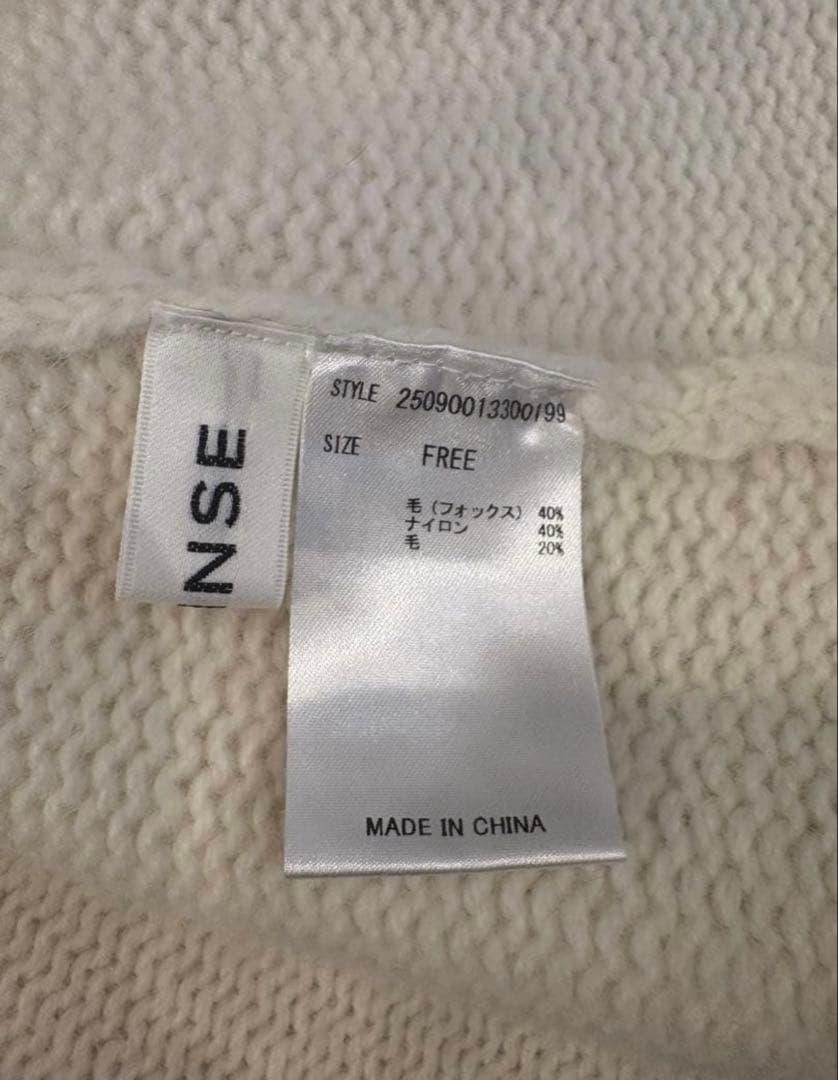 NSE
STYLE 25090013300199
SIZE FREE
毛(フォックス) 40%
ナイロン 40%
毛 20%
MADE IN CHINA